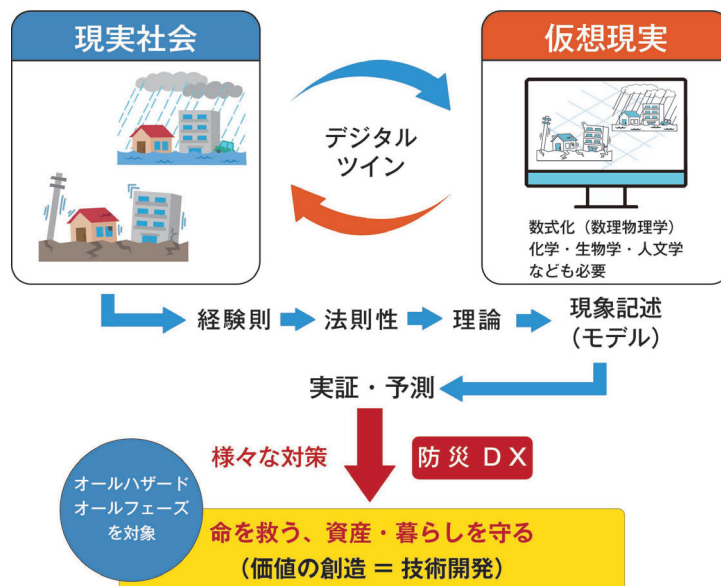 現実社会
仮想現実
デジタル
ツイン
数式化（数理物理学）
化学・生物学・人文学
なども必要
経験則
法則性
理論
現象記述
（モデル）
実証・予測
様々な対策
防災 DX
オールハザード
オールフェーズ
を対象
命を救う、資産・暮らしを守る
（価値の創造 = 技術開発）